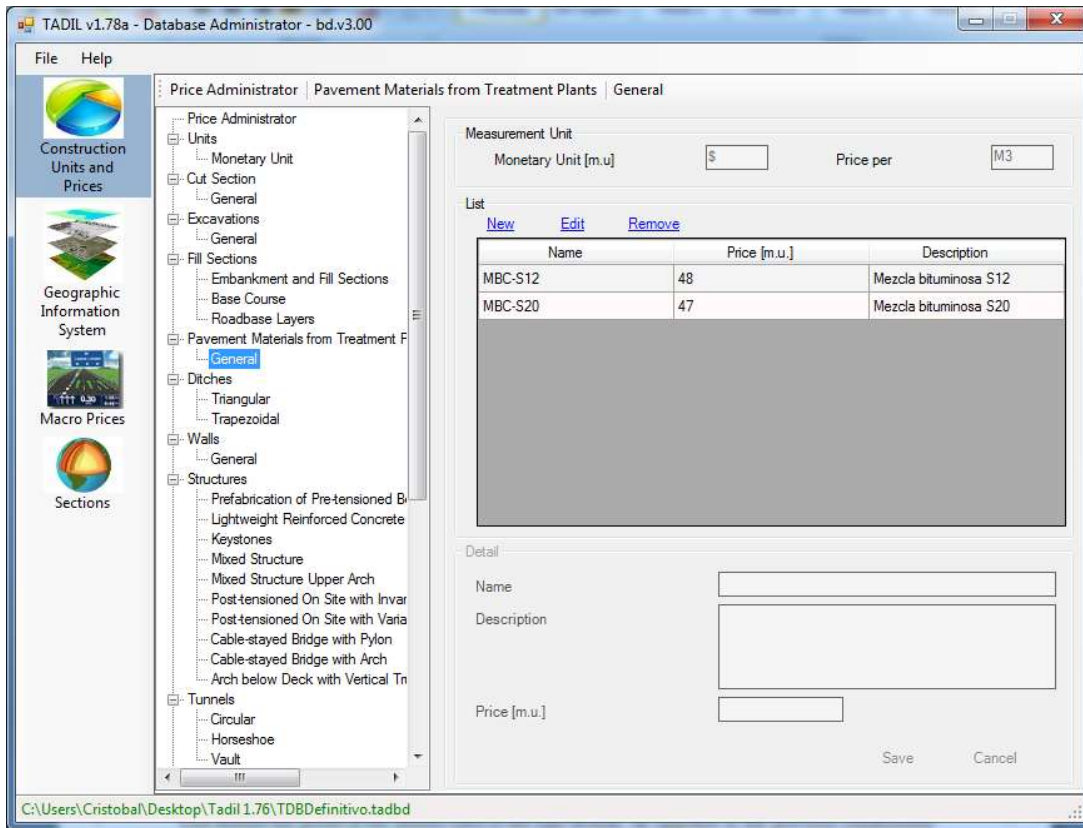 TADIL v1.78a - Database Administrator - bd.v3.00
File Help
Construction
Units and
Prices
Geographic
Information
System
Macro Prices
Sections
Price Administrator Pavement Materials from Treatment Plants General
Price Administrator
Units
Monetary Unit
Cut Section
General
Excavations
General
Fill Sections
Embankment and Fill Sections
Base Course
Roadbase Layers
Pavement Materials from Treatment P
General
Ditches
Triangular
Trapezoidal
Walls
General
Structures
Prefabrication of Pre-tensioned Be
Lightweight Reinforced Concrete
Keystones
Mixed Structure
Mixed Structure Upper Arch
Post-tensioned On Site with Invar
Post-tensioned On Site with Varia
Cable-stayed Bridge with Pylon
Cable-stayed Bridge with Arch
Arch below Deck with Vertical Tr
Tunnels
Circular
Horseshoe
Vault
Measurement Unit
Monetary Unit [m.u] $ Price per M3
List
New Edit Remove
Name Price [m.u.] Description
MBC-S12 48 Mezcla bituminosa S12
MBC-S20 47 Mezcla bituminosa S20
Detail
Name
Description
Price [m.u.]
Save Cancel
C:\Users\Cristobal\Desktop\Tadil 1.76\TDBDefinitivo.tadbd